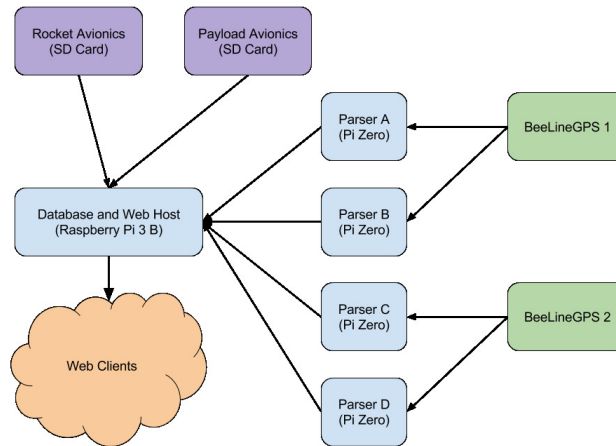 Rocket Avionics
(SD Card)
Payload Avionics
(SD Card)
Parser A
(Pi Zero)
BeeLineGPS 1
Parser B
(Pi Zero)
Database and Web Host
(Raspberry Pi 3 B)
Parser C
(Pi Zero)
BeeLineGPS 2
Web Clients
Parser D
(Pi Zero)